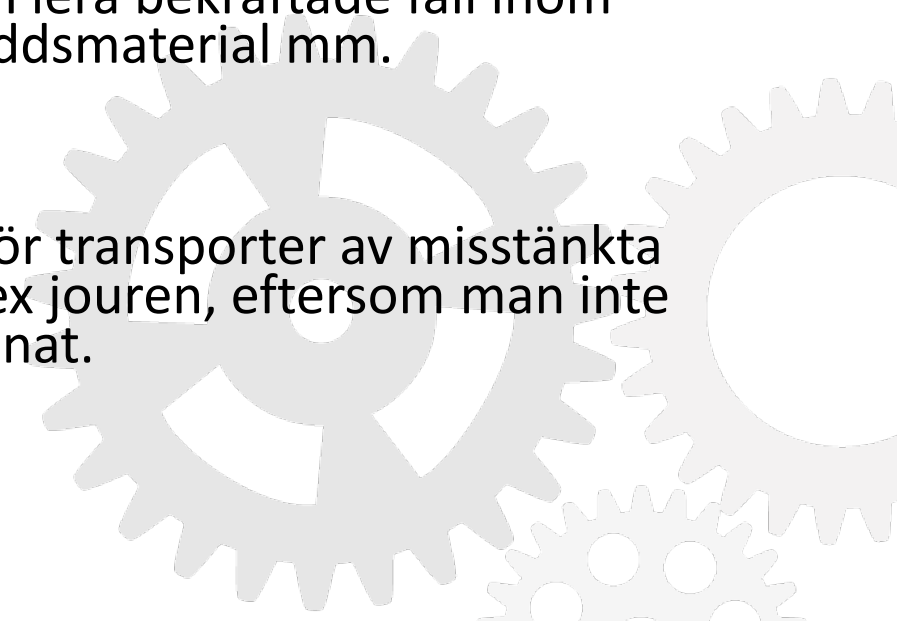 flera bekräftade fall inom
ddsmaterial mm.
ör transporter av misstänkta
ex jouren, eftersom man inte
nat.